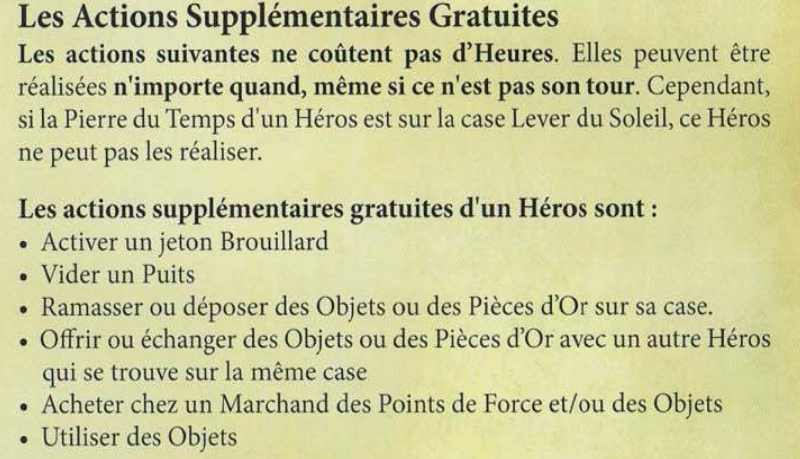 Les Actions Supplémentaires Gratuites
Les actions suivantes ne coûtent pas d'Heures. Elles peuvent être
réalisées n'importe quand, même si ce n'est pas son tour. Cependant,
si la Pierre du Temps d'un Héros est sur la case Lever du Soleil, ce Héros
ne peut pas les réaliser.
Les actions supplémentaires gratuites d'un Héros sont :
• Activer un jeton Brouillard
• Vider un Puits
• Ramasser ou déposer des Objets ou des Pièces d'Or sur sa case.
• Offrir ou échanger des Objets ou des Pièces d'Or avec un autre Héros
qui se trouve sur la même case
• Acheter chez un Marchand des Points de Force et/ou des Objets
• Utiliser des Objets